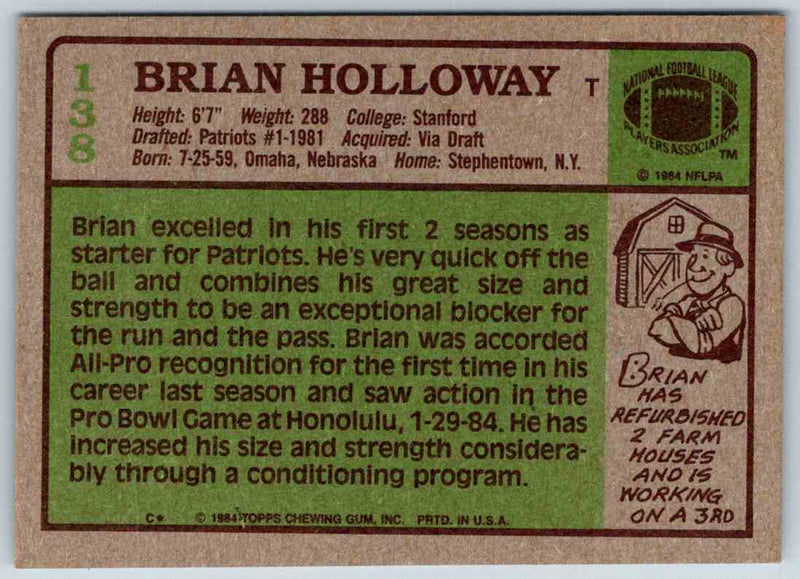 138
BRIAN HOLLOWAY T
Height: 6'7" Weight: 288 College: Stanford
Drafted: Patriots #1-1981 Acquired: Via Draft
Born: 7-25-59, Omaha, Nebraska Home: Stephentown, N.Y.
NATIONAL FOOTBALL LEAGUE
PLAYERS ASSOCIATION
TM
© 1984 NFLPA
Brian excelled in his first 2 seasons as
starter for Patriots. He's very quick off the
ball and combines his great size and
strength to be an exceptional blocker for
the run and the pass. Brian was accorded
All-Pro recognition for the first time in his
career last season and saw action in the
Pro Bowl Game at Honolulu, 1-29-84. He has
increased his size and strength considera-
bly through a conditioning program.
BRIAN
HAS
REFURBISHED
2 FARM
HOUSES
AND IS
WORKING
ON A 3RD
C* © 1984 TOPPS CHEWING GUM, INC. PRTD. IN U.S.A.